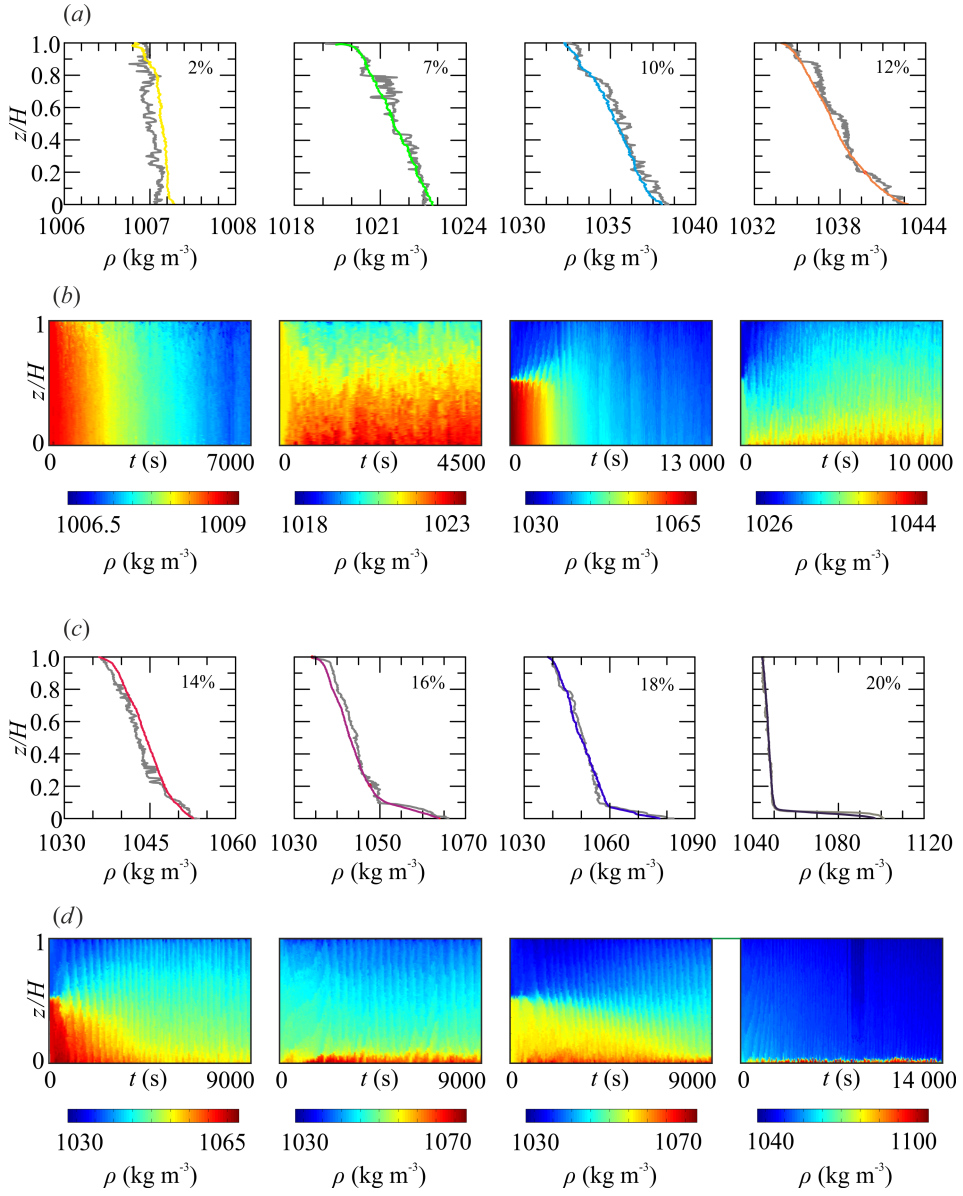 (a)
1.0 0.8 0.6 0.4 0.2 0
z/H
2% 7% 10% 12%
1006 1007 1008 1018 1021 1024 1030 1035 1040 1032 1038 1044
ρ (kg m-3) ρ (kg m-3) ρ (kg m-3) ρ (kg m-3)
(b)
1
z/H
0
0 t (s) 7000 0 t (s) 4500 0 t (s) 13 000 0 t (s) 10 000
1006.5 1009 1018 1023 1030 1065 1026 1044
ρ (kg m-3) ρ (kg m-3) ρ (kg m-3) ρ (kg m-3)
(c)
1.0 0.8 0.6 0.4 0.2 0
z/H
14% 16% 18% 20%
1030 1045 1060 1030 1050 1070 1030 1060 1090 1040 1080 1120
ρ (kg m-3) ρ (kg m-3) ρ (kg m-3) ρ (kg m-3)
(d)
1
z/H
0
0 t (s) 9000 0 t (s) 9000 0 t (s) 9000 0 t (s) 14 000
1030 1065 1030 1070 1030 1070 1040 1100
ρ (kg m-3) ρ (kg m-3) ρ (kg m-3) ρ (kg m-3)